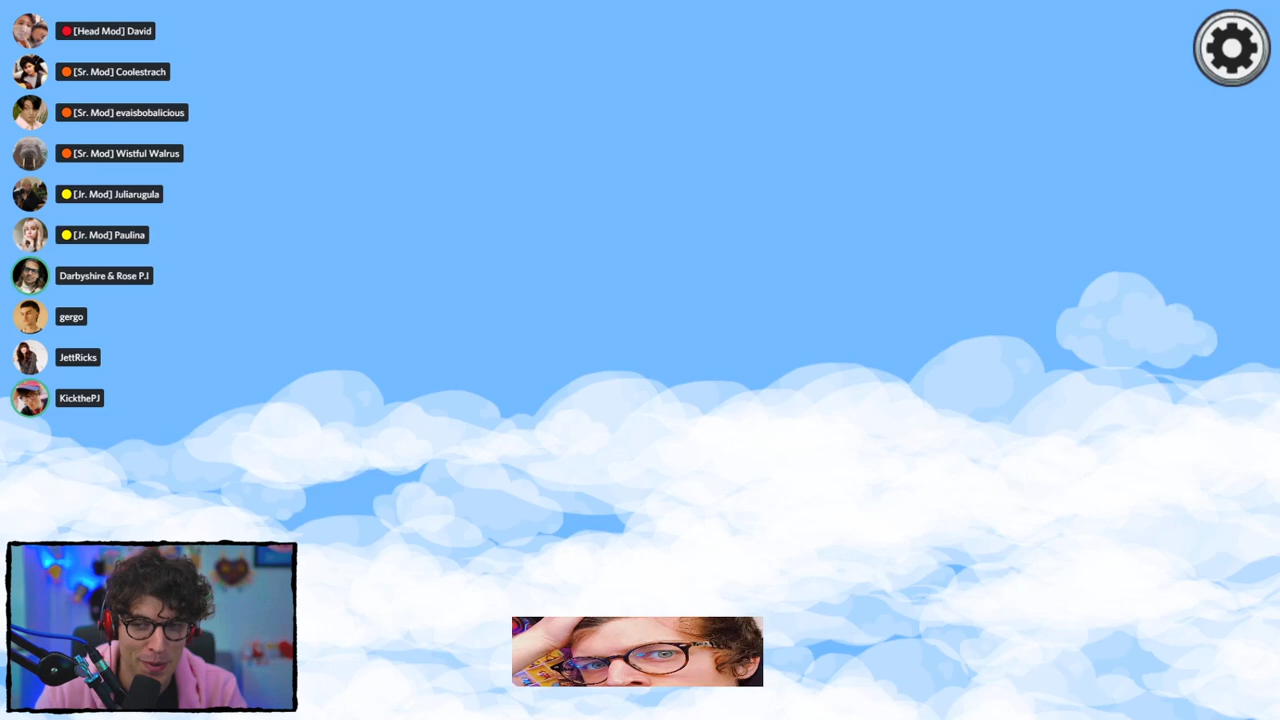 [Head Mod] David
[Sr. Mod] Coolestrach
[Sr. Mod] evaisbobalicious
[Sr. Mod] Wistful Walrus
[Jr. Mod] Juliarugula
[Jr. Mod] Paulina
Darbyshire & Rose P.I
gergo
JettRicks
KickthePJ